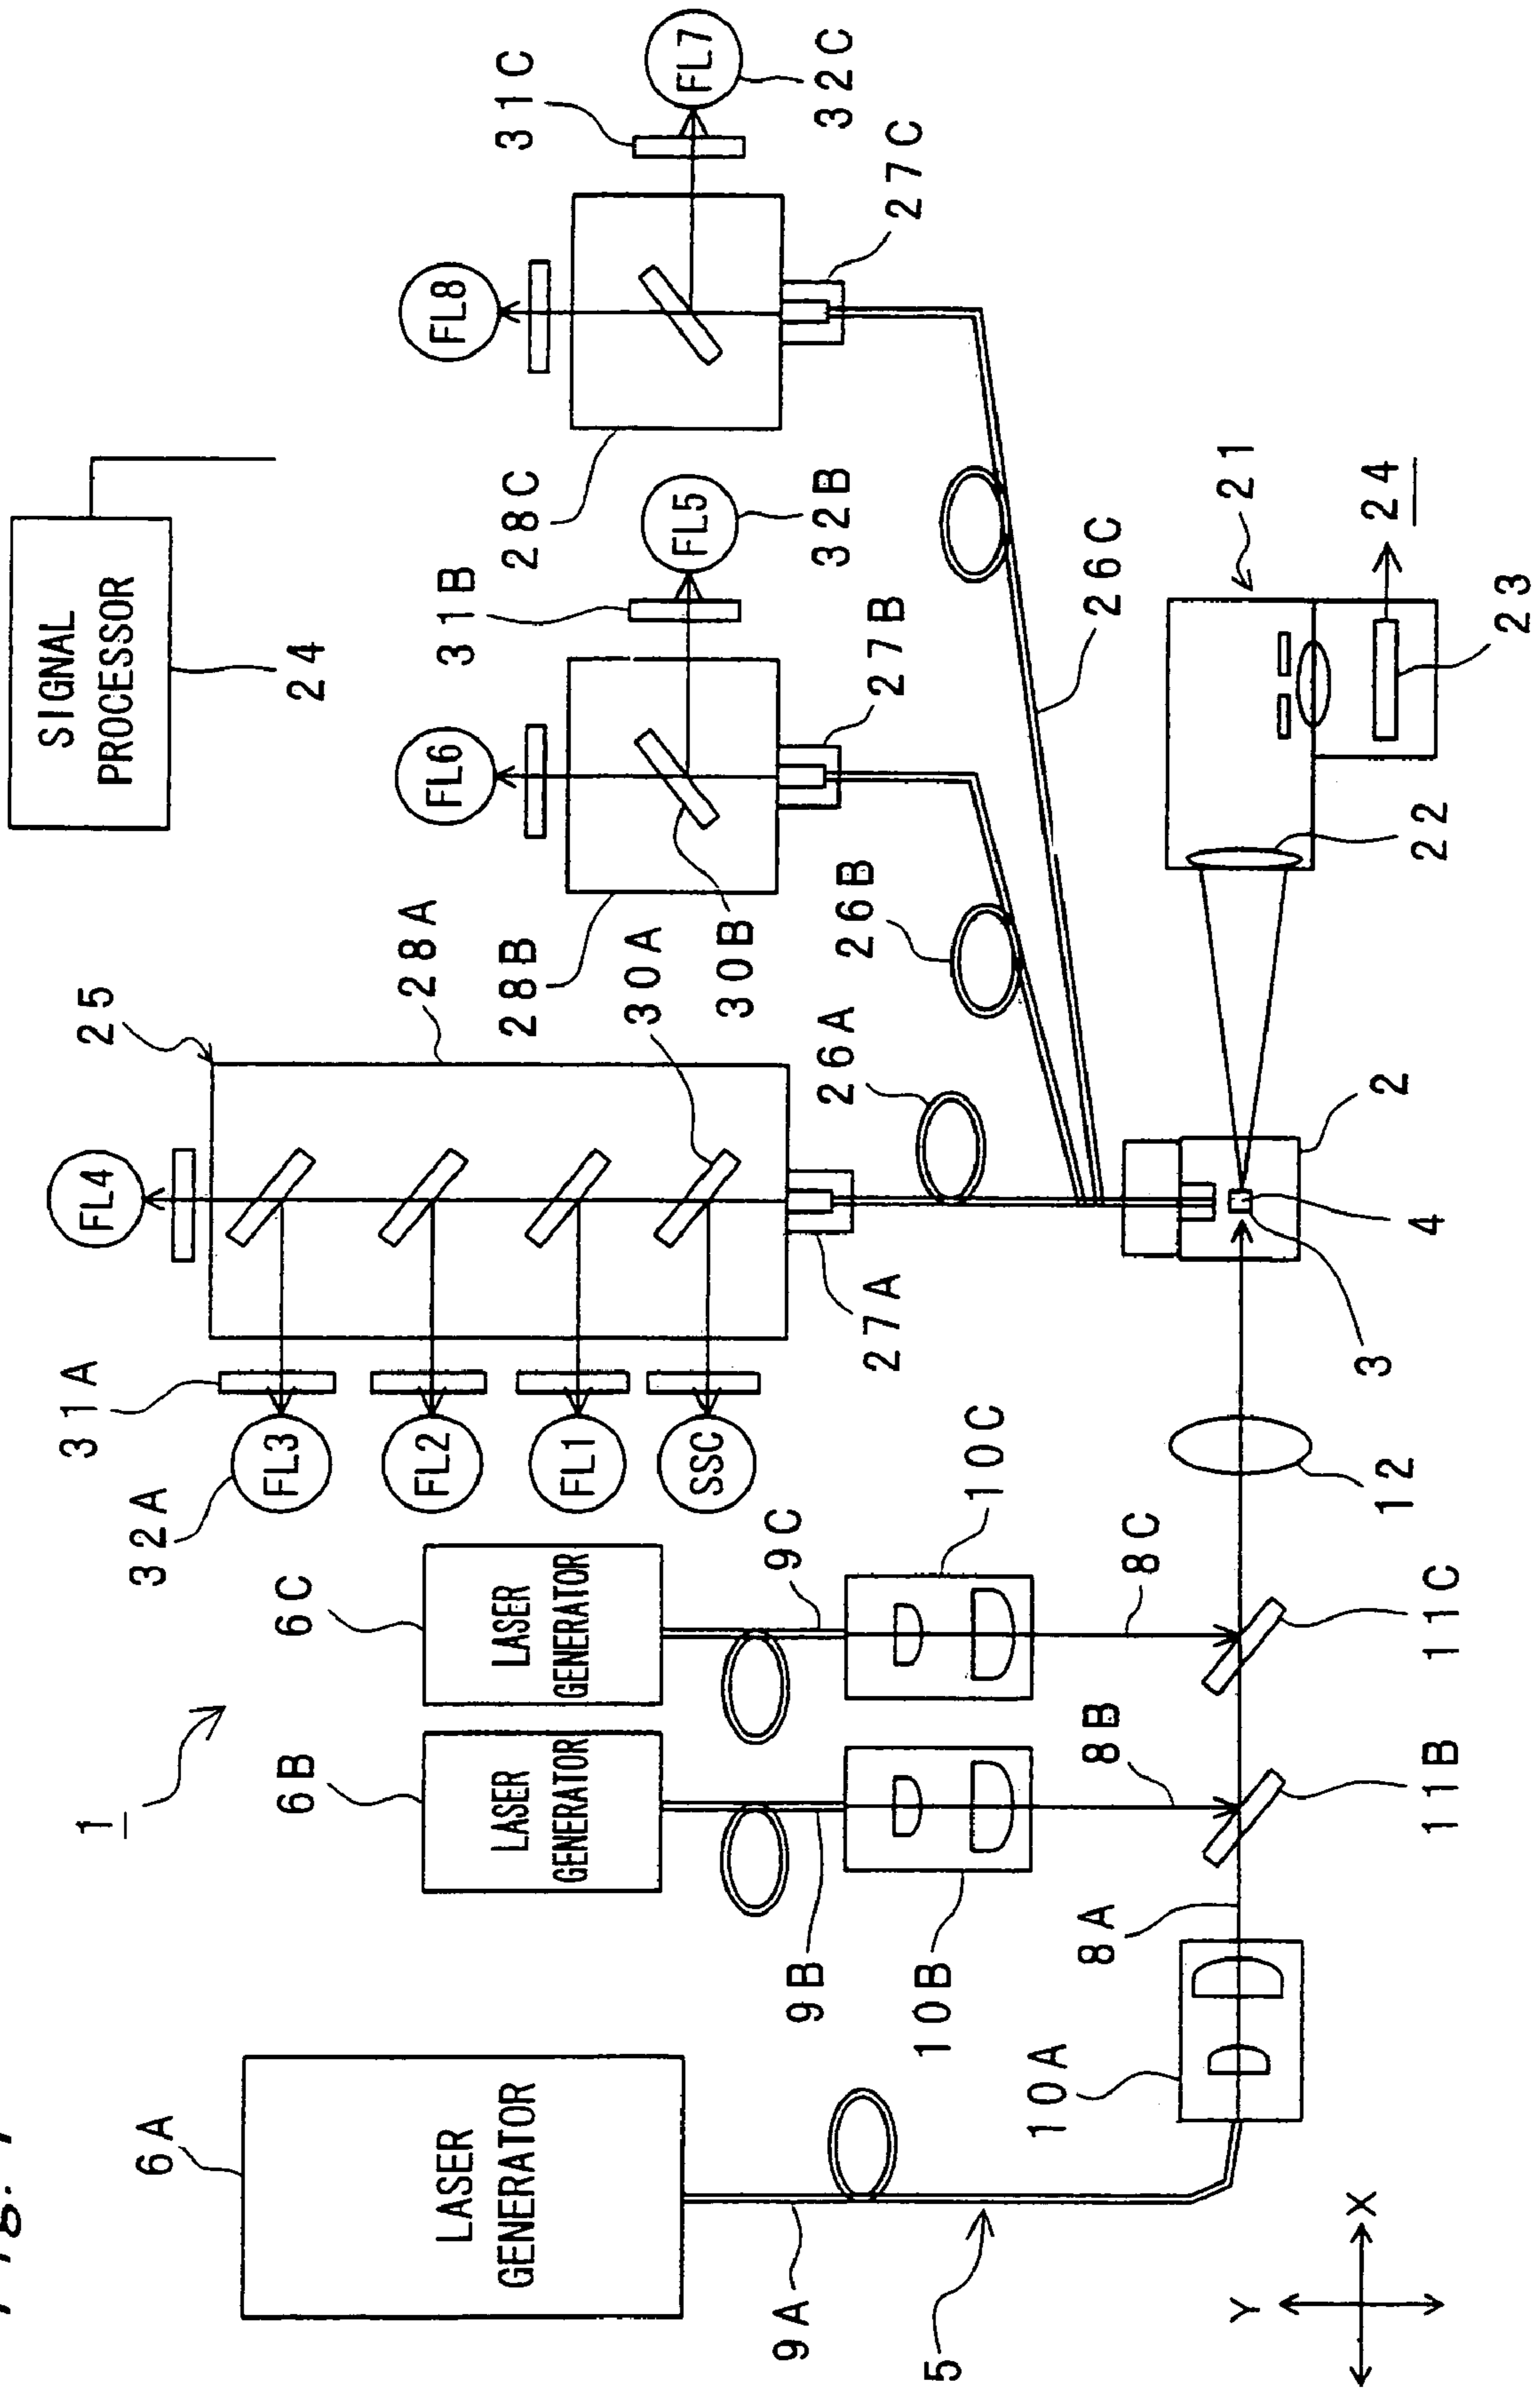 SIGNAL
PROCESSOR
24
1
25
FL4
31A
32A
6A
FL3
FL2
FL1
SSC
6B
6C
LASER
GENERATOR
LASER
GENERATOR
LASER
GENERATOR
28A
FL6
FL8
31B
31C
28B
28C
FL5
FL7
30A
30B
32B
32C
27A
27B
27C
26A
26B
26C
9A
9B
9C
10A
10B
10C
5
8A
8B
8C
21
24
2
Y
X
11B
11C
12
3
4
22
23